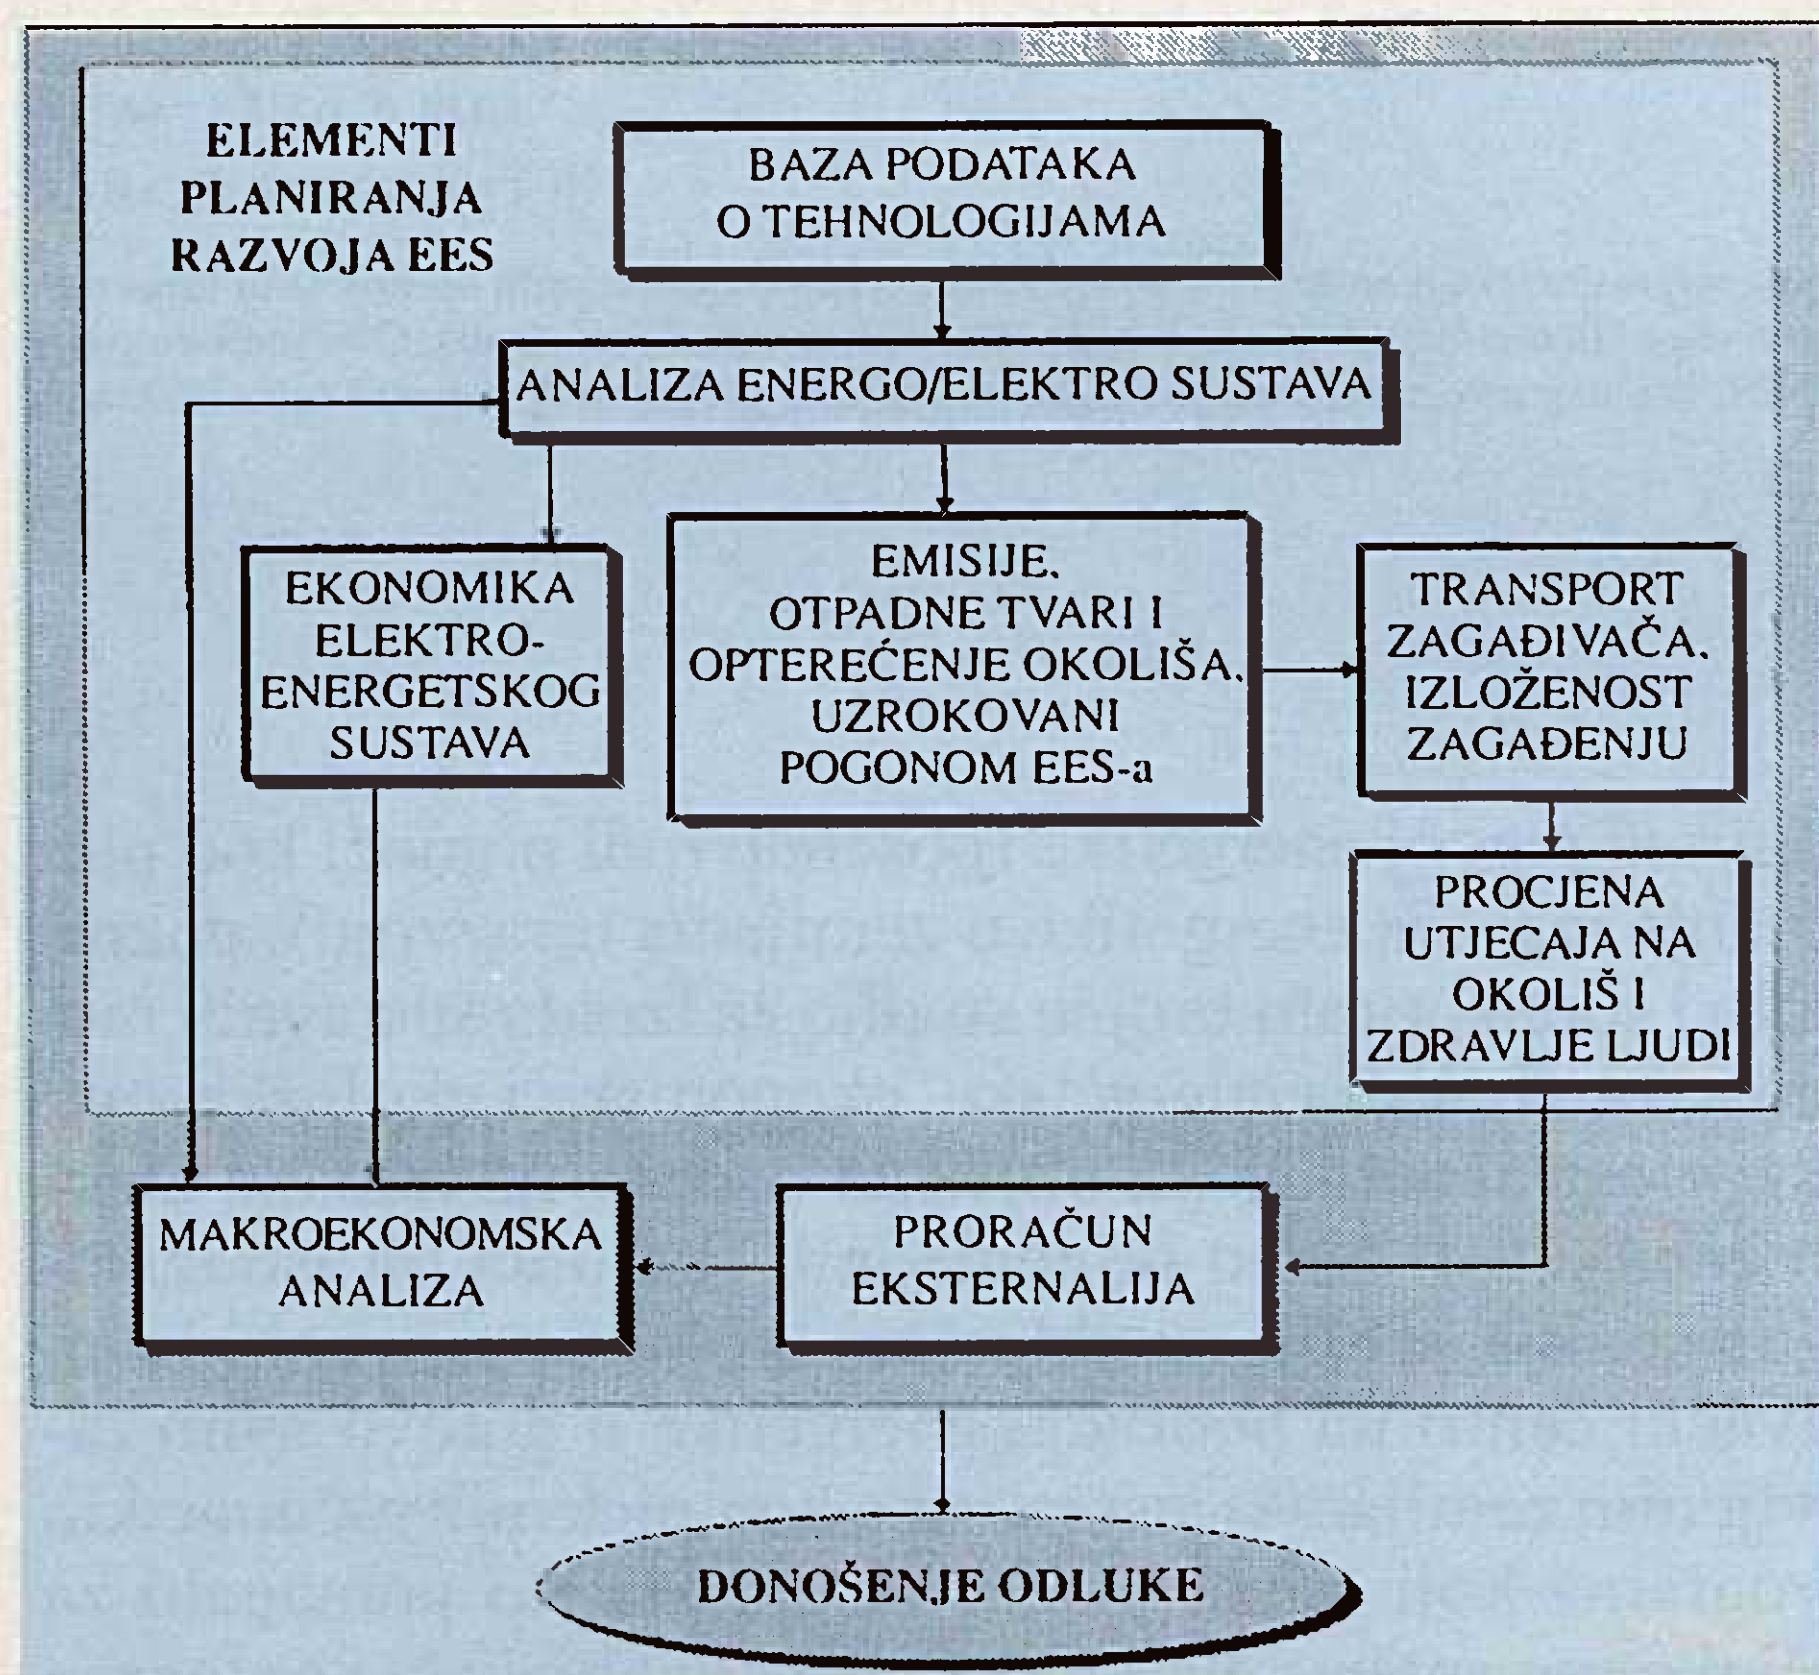 ELEMENTI
PLANIRANJA
RAZVOJA EES
BAZA PODATAKA
O TEHNOLOGIJAMA
ANALIZA ENERGO/ELEKTRO SUSTAVA
EKONOMIKA
ELEKTRO-
ENERGETSKOG
SUSTAVA
EMISIJE,
OTPADNE TVARI I
OPTEREĆENJE OKOLIŠA,
UZROKOVANI
POGONOM EES-a
TRANSPORT
ZAGAĐIVAČA,
IZLOŽENOST
ZAGAĐENJU
PROCJENA
UTJECAJA NA
OKOLIŠ I
ZDRAVLJE LJUDI
MAKROEKONOMSKA
ANALIZA
PRORAČUN
EKSTERNALIJA
DONOŠENJE ODLUKE